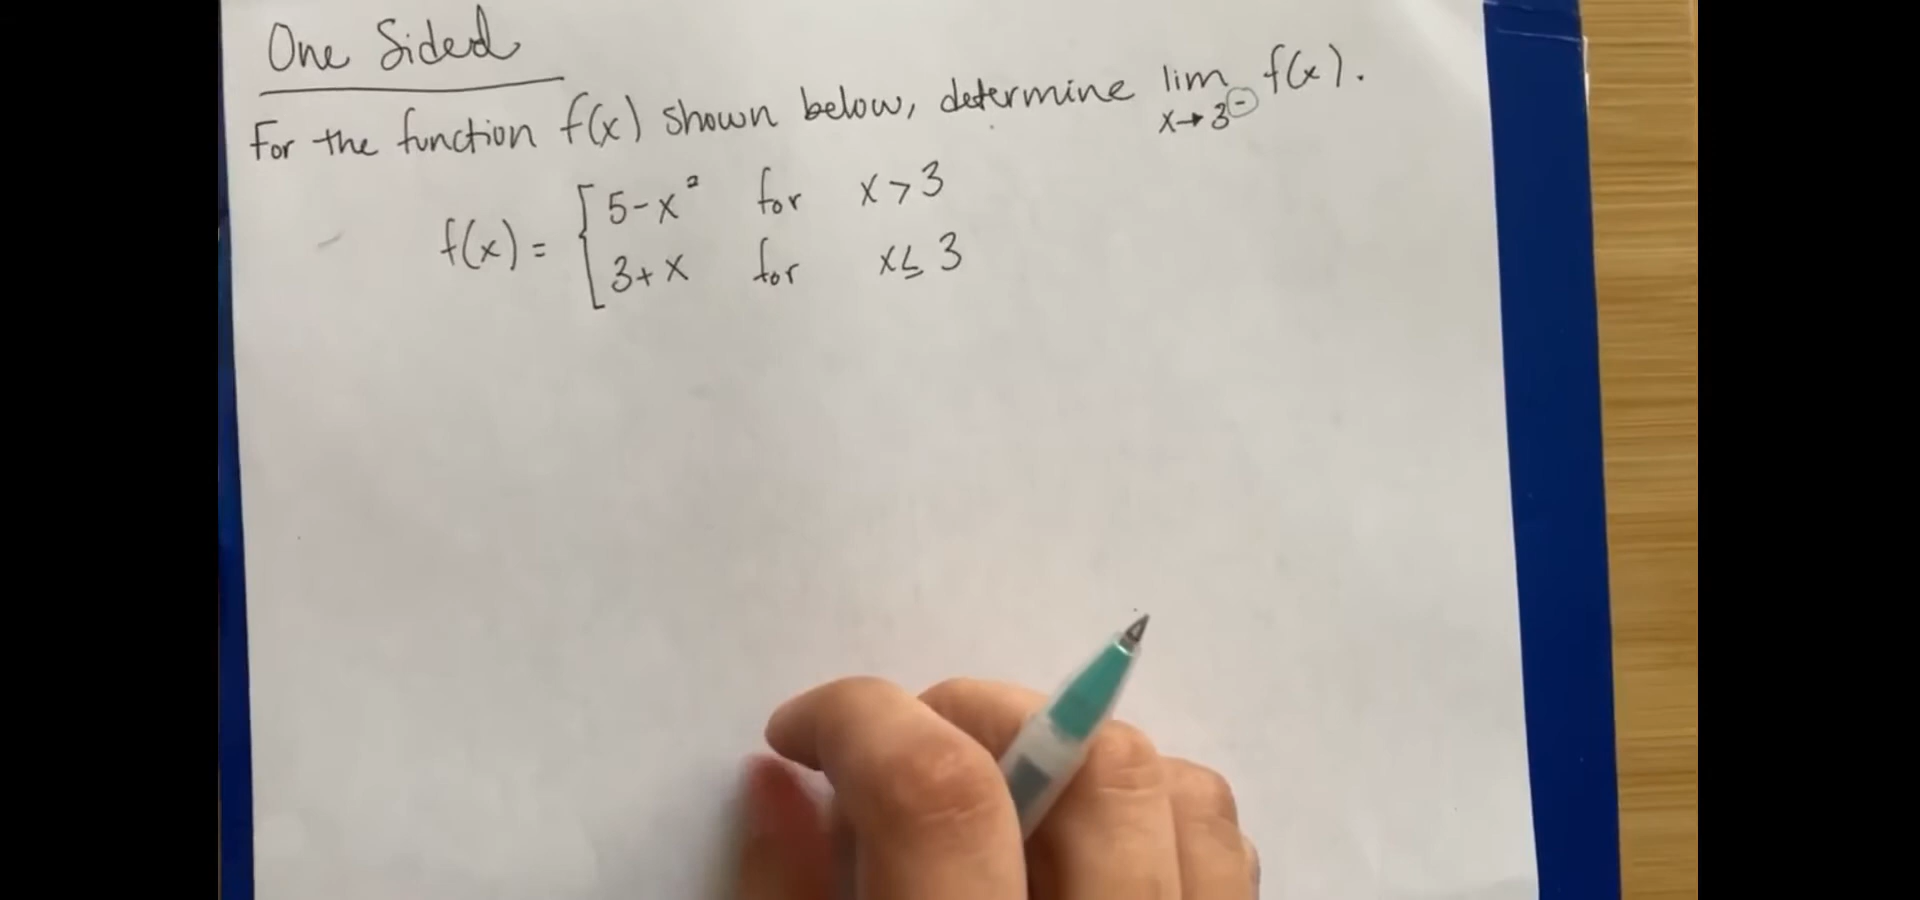 One Sided
For the function f(x) shown below, determine lim x→3⁻ f(x).
f(x) = { 5-x² for x > 3
3+x for x ≤ 3